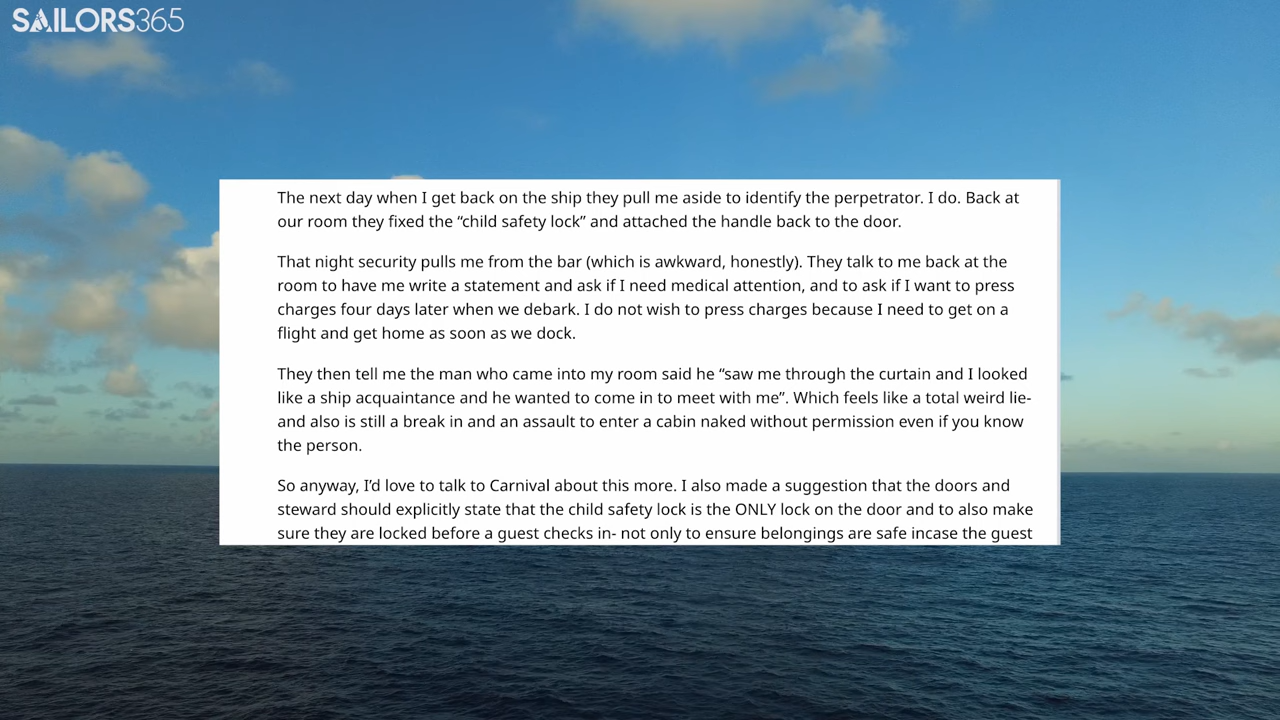 SAILORS365
The next day when I get back on the ship they pull me aside to identify the perpetrator. I do. Back at
our room they fixed the “child safety lock” and attached the handle back to the door.
That night security pulls me from the bar (which is awkward, honestly). They talk to me back at the
room to have me write a statement and ask if I need medical attention, and to ask if I want to press
charges four days later when we debark. I do not wish to press charges because I need to get on a
flight and get home as soon as we dock.
They then tell me the man who came into my room said he “saw me through the curtain and I looked
like a ship acquaintance and he wanted to come in to meet with me”. Which feels like a total weird lie-
and also is still a break in and an assault to enter a cabin naked without permission even if you know
the person.
So anyway, I’d love to talk to Carnival about this more. I also made a suggestion that the doors and
steward should explicitly state that the child safety lock is the ONLY lock on the door and to also make
sure they are locked before a guest checks in- not only to ensure belongings are safe incase the guest